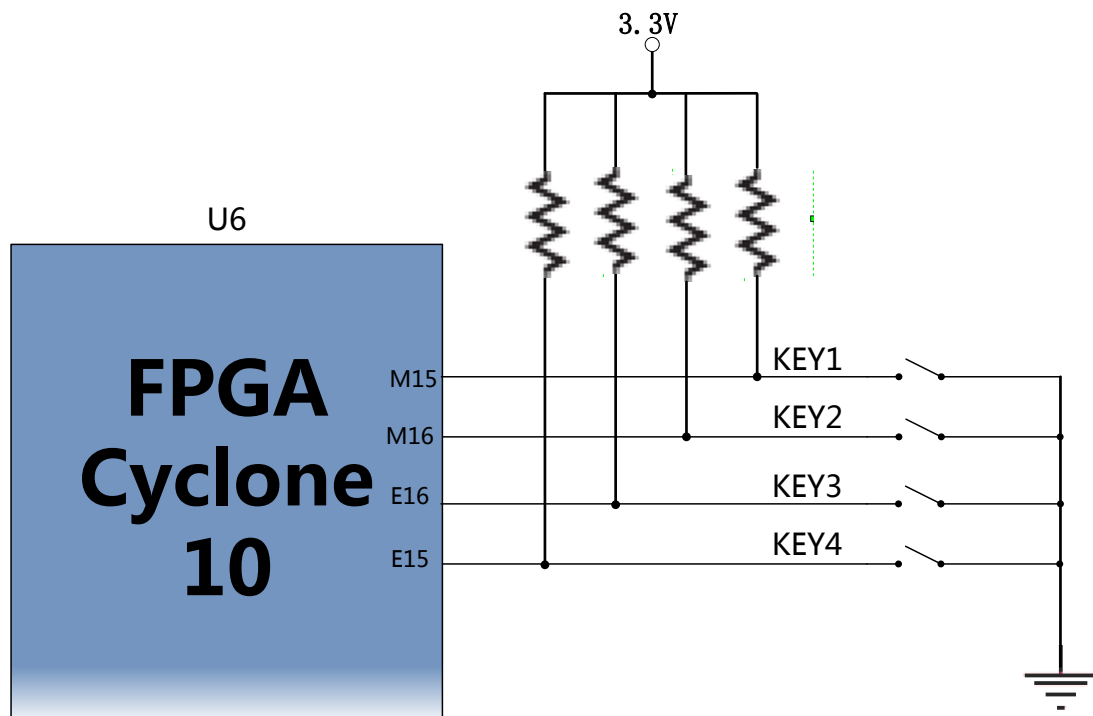 3.3V
U6
FPGA
Cyclone
10
M15
M16
E16
E15
KEY1
KEY2
KEY3
KEY4